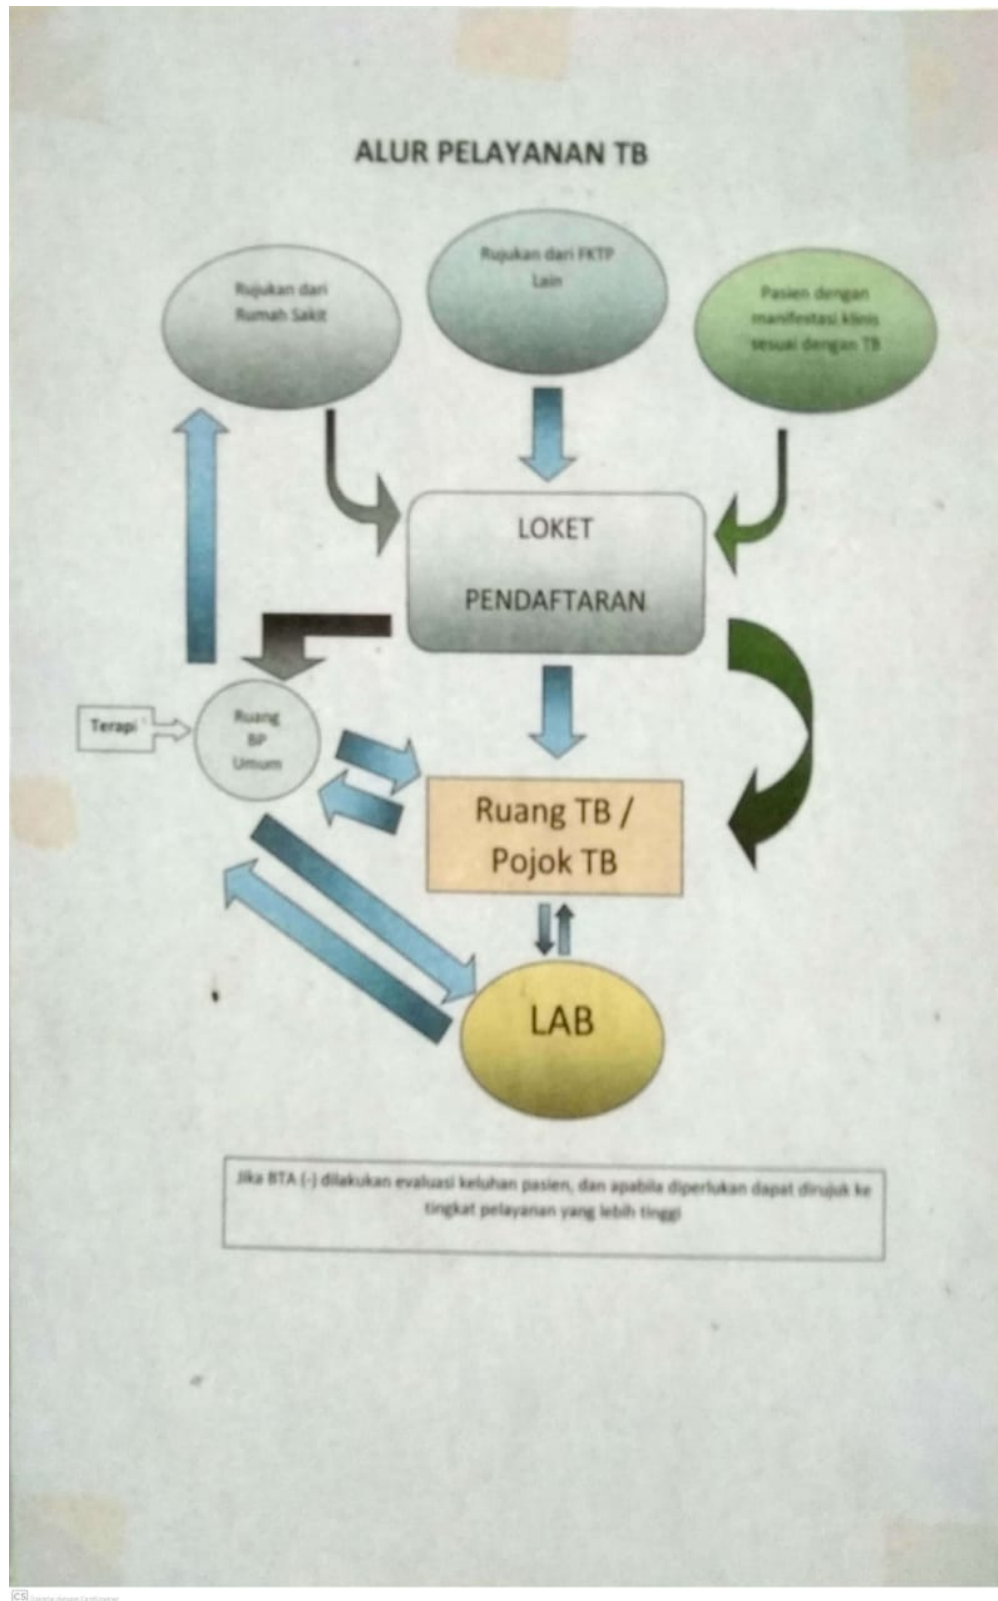 ALUR PELAYANAN TB
Rujukan dari
Rumah Sakit
Rujukan dari FKTP
Lain
Pasien dengan
manifestasi klinis
sesuai dengan TB
LOKET
PENDAFTARAN
Terapi
Ruang
BP
Umum
Ruang TB /
Pojok TB
LAB
Jika BTA (-) dilakukan evaluasi keluhan pasien, dan apabila diperlukan dapat dirujuk ke
tingkat pelayanan yang lebih tinggi
CS